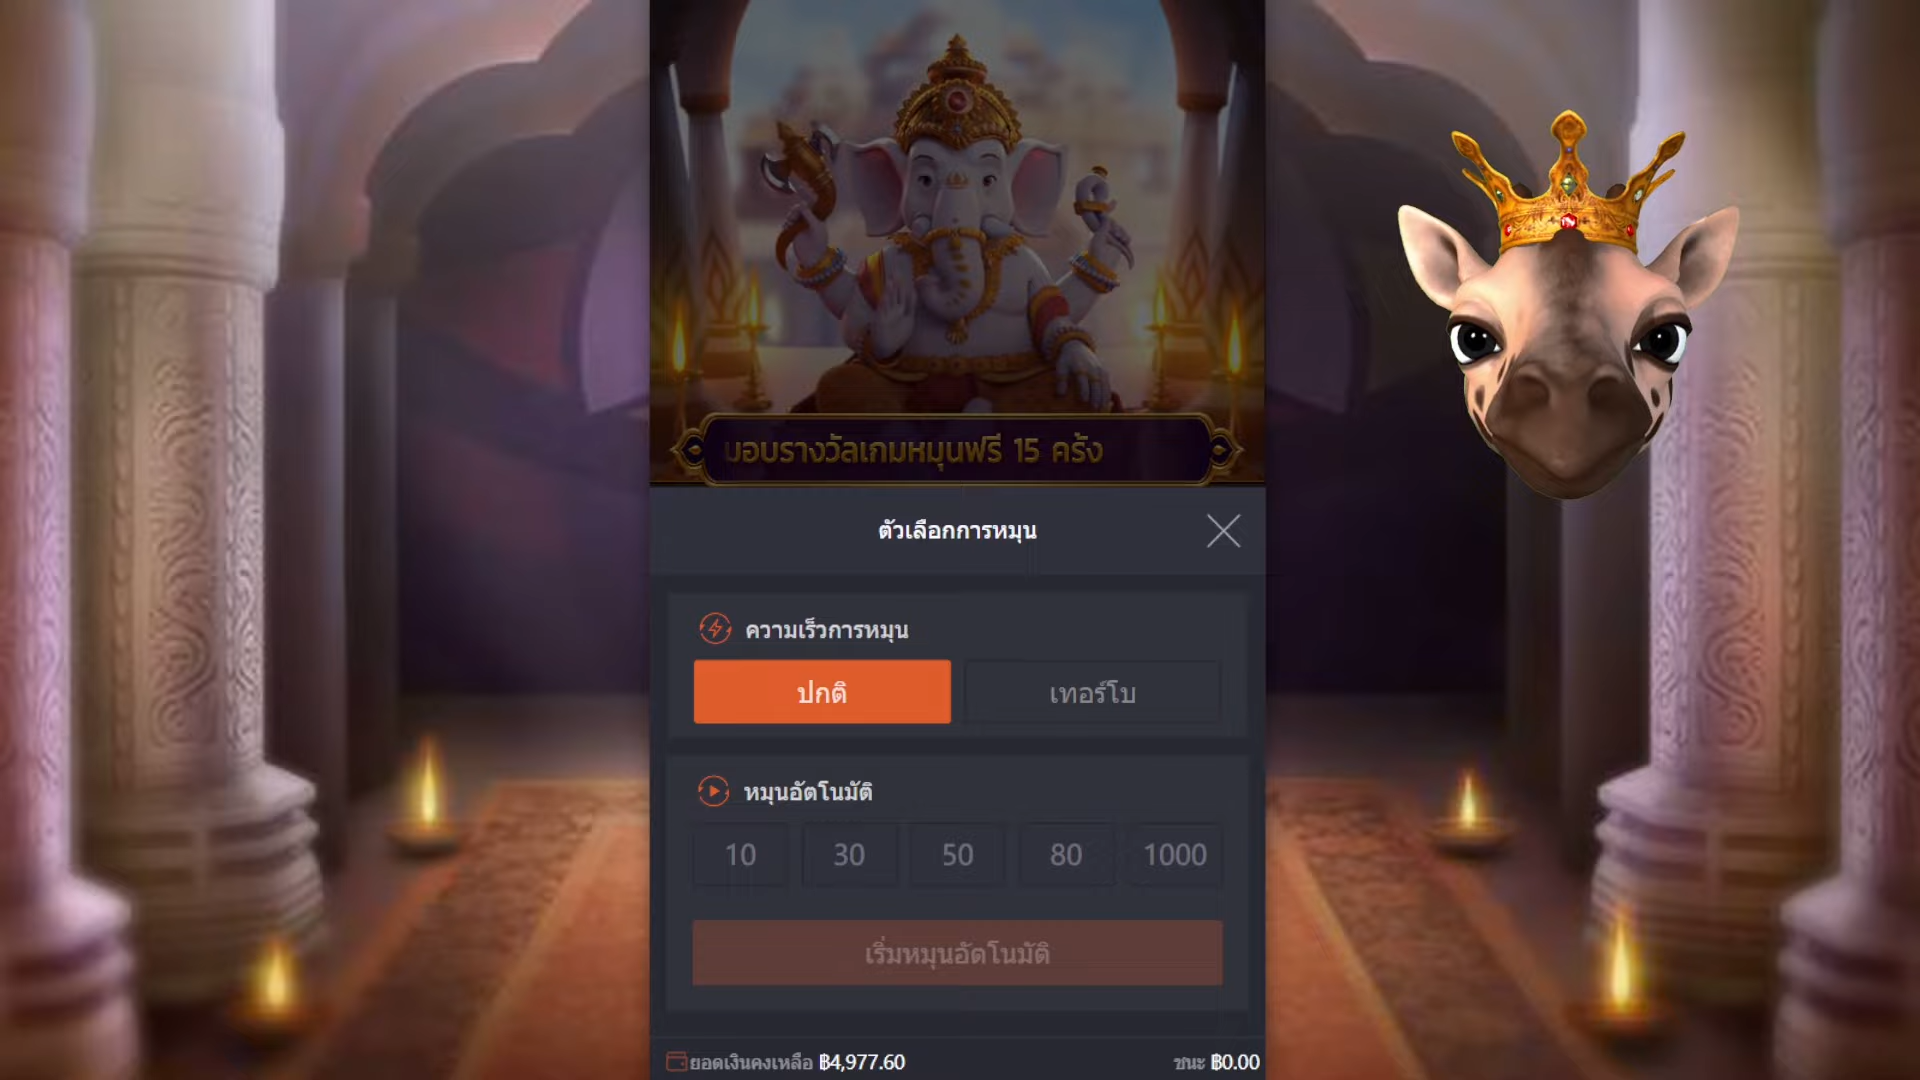 มอบรางวัลเกมหมุนฟรี 15 ครั้ง
ตัวเลือกการหมุน
ความเร็วการหมุน
ปกติ เทอร์โบ
หมุนอัตโนมัติ
10 30 50 80 1000
เริ่มหมุนอัตโนมัติ
ยอดเงินคงเหลือ ฿4,977.60 ชนะ ฿0.00